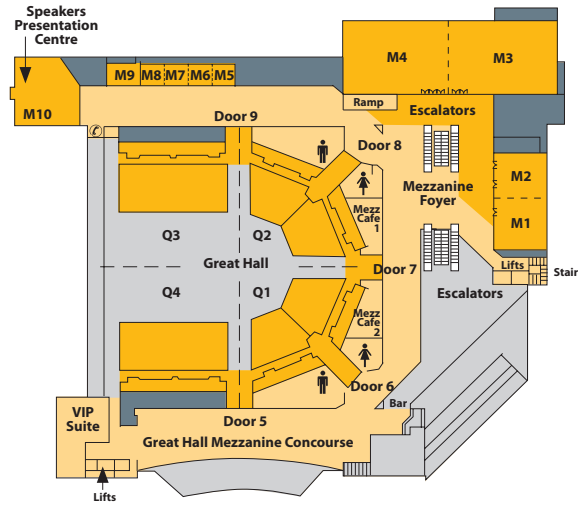 Speakers
Presentation
Centre
M10
M9
M8
M7
M6
M5
M4
M3
Ramp
Escalators
Door 9
Door 8
M2
M1
Mezzanine
Foyer
Mezz
Cafe
1
Q3
Q2
Great Hall
Door 7
Lifts
Stair
Q4
Q1
Escalators
Mezz
Cafe
2
Door 6
Bar
VIP
Suite
Door 5
Great Hall Mezzanine Concourse
Lifts